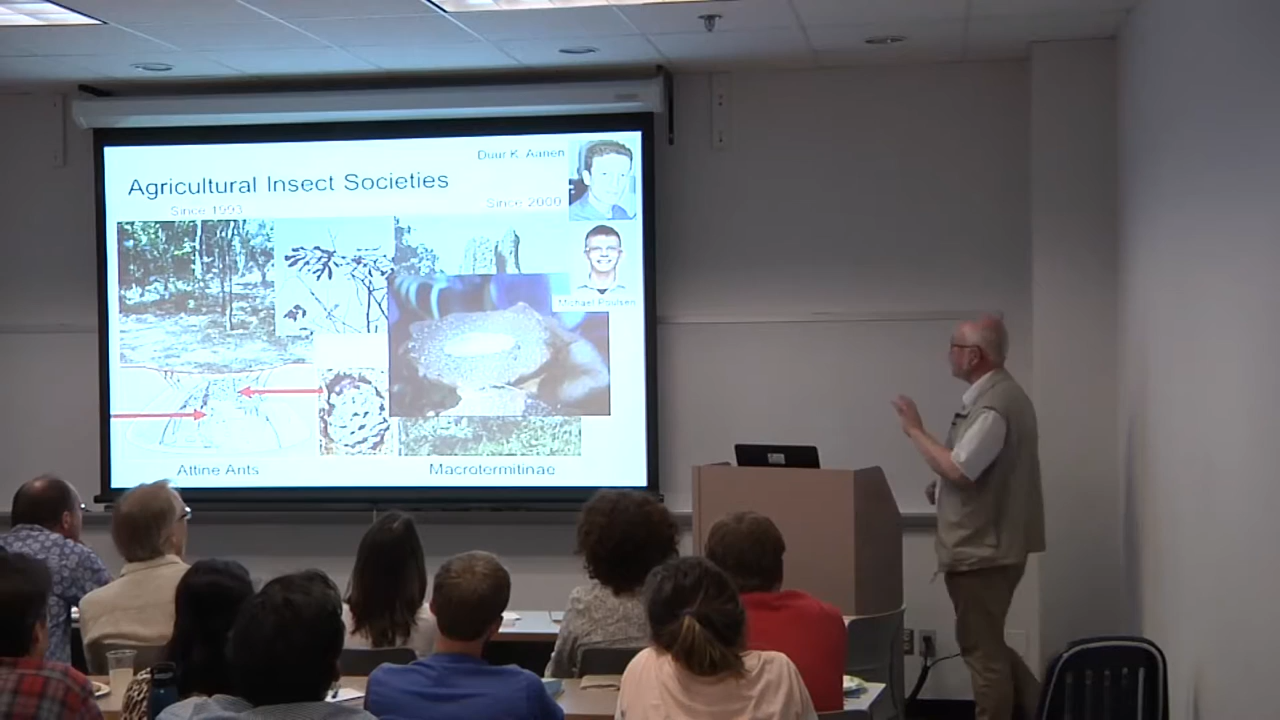 Duur K. Aanen
Agricultural Insect Societies
Since 1993
Since 2000
Michael Poulsen
Attine Ants
Macrotermitinae